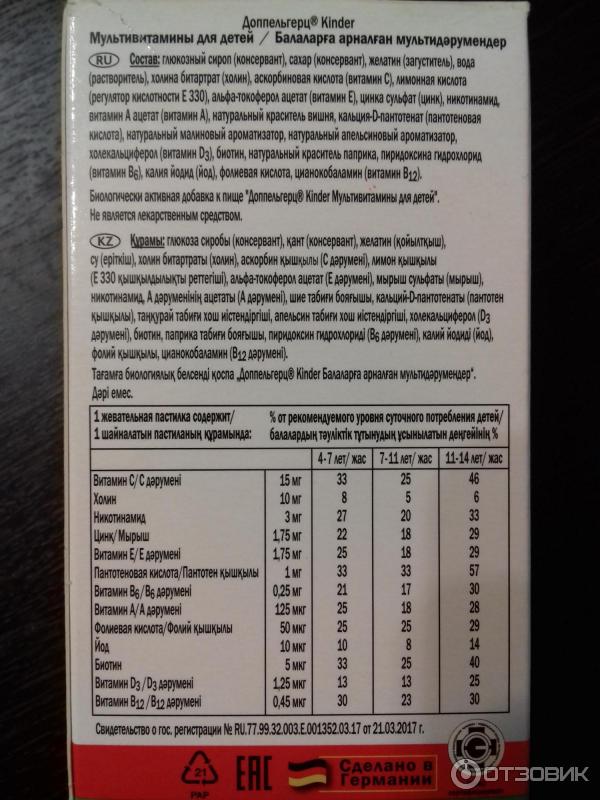 Доппельгерц® Kinder
Мультивитамины для детей / Балаларға арналған мультидәрумендер
RU Состав: глюкозный сироп (консервант), сахар (консервант), желатин (загуститель), вода
(растворитель), холина битартрат (холин), аскорбиновая кислота (витамин С), лимонная кислота
(регулятор кислотности Е 330), альфа-токоферол ацетат (витамин Е), цинка сульфат (цинк), никотинамид,
витамин А ацетат (витамин А), натуральный краситель вишня, кальция-D-пантотенат (пантотеновая
кислота), натуральный малиновый ароматизатор, натуральный апельсиновый ароматизатор,
холекальциферол (витамин D3), биотин, натуральный краситель паприка, пиридоксина гидрохлорид
(витамин В6), калия йодид (йод), фолиевая кислота, цианокобаламин (витамин В12).
Биологически активная добавка к пище "Доппельгерц® Kinder Мультивитамины для детей".
Не является лекарственным средством.
KZ Құрамы: глюкоза сиробы (консервант), қант (консервант), желатин (қойылтқыш),
су (еріткіш), холин битартраты (холин), аскорбин қышқылы (С дәрумені), лимон қышқылы
(Е 330 қышқылдылықты реттегіші), альфа-токоферол ацетат (Е дәрумені), мырыш сульфаты (мырыш),
никотинамид, А дәруменінің ацетаты (А дәрумені), шие табиғи бояғышы, кальций-D-пантотенаты (пантотен
қышқылы), таңқурай табиғи хош иістендіргіші, апельсин табиғи хош иістендіргіші, холекальциферол (D3
дәрумені), биотин, паприка табиғи бояғышы, пиридоксин гидрохлориді (В6 дәрумені), калий йодиді (йод),
фолий қышқылы, цианокобаламин (В12 дәрумені).
Тағамға биологиялық белсенді қоспа „Доппельгерц® Kinder Балаларға арналған мультидәрумендер".
Дәрі емес.
1 жевательная пастилка содержит/ % от рекомендуемого уровня суточного потребления детей/
1 шайналатын пастиланың құрамында: балалардың тәуліктік тұтынудың ұсынылатын деңгейінің %
4-7 лет/ жас 7-11 лет/ жас 11-14 лет/ жас
Витамин С/С дәрумені 15 мг 33 25 46
Холин 10 мг 8 5 6
Никотинамид 3 мг 27 20 33
Цинк/Мырыш 1,75 мг 22 18 29
Витамин Е/Е дәрумені 1,75 мг 25 18 29
Пантотеновая кислота/Пантотен қышқылы 1 мг 33 33 57
Витамин В6/В6 дәрумені 0,25 мг 21 17 30
Витамин А/А дәрумені 125 мкг 25 18 28
Фолиевая кислота/Фолий қышқылы 50 мкг 25 25 29
Йод 10 мкг 10 8 14
Биотин 5 мкг 33 25 40
Витамин D3/D3 дәрумені 1,25 мкг 13 13 25
Витамин В12/В12 дәрумені 0,45 мкг 30 23 30
Свидетельство о гос. регистрации № RU.77.99.32.003.Е.001352.03.17 от 21.03.2017 г.
21
PAP
EAC
Сделано в
Германии
ОТЗОВИК